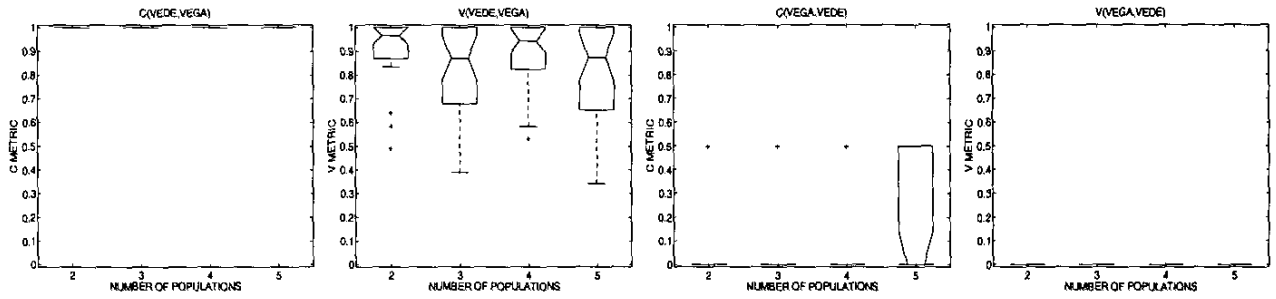 C(VEDE,VEGA)
1
0.9
0.8
0.7
0.6
0.5
0.4
0.3
0.2
0.1
0
C METRIC
2 3 4 5
NUMBER OF POPULATIONS
V(VEDE,VEGA)
1
0.9
0.8
0.7
0.6
0.5
0.4
0.3
0.2
0.1
0
V METRIC
2 3 4 5
NUMBER OF POPULATIONS
C(VEGA,VEDE)
1
0.9
0.8
0.7
0.6
0.5
0.4
0.3
0.2
0.1
0
C METRIC
2 3 4 5
NUMBER OF POPULATIONS
V(VEGA,VEDE)
1
0.9
0.8
0.7
0.6
0.5
0.4
0.3
0.2
0.1
0
V METRIC
2 3 4 5
NUMBER OF POPULATIONS